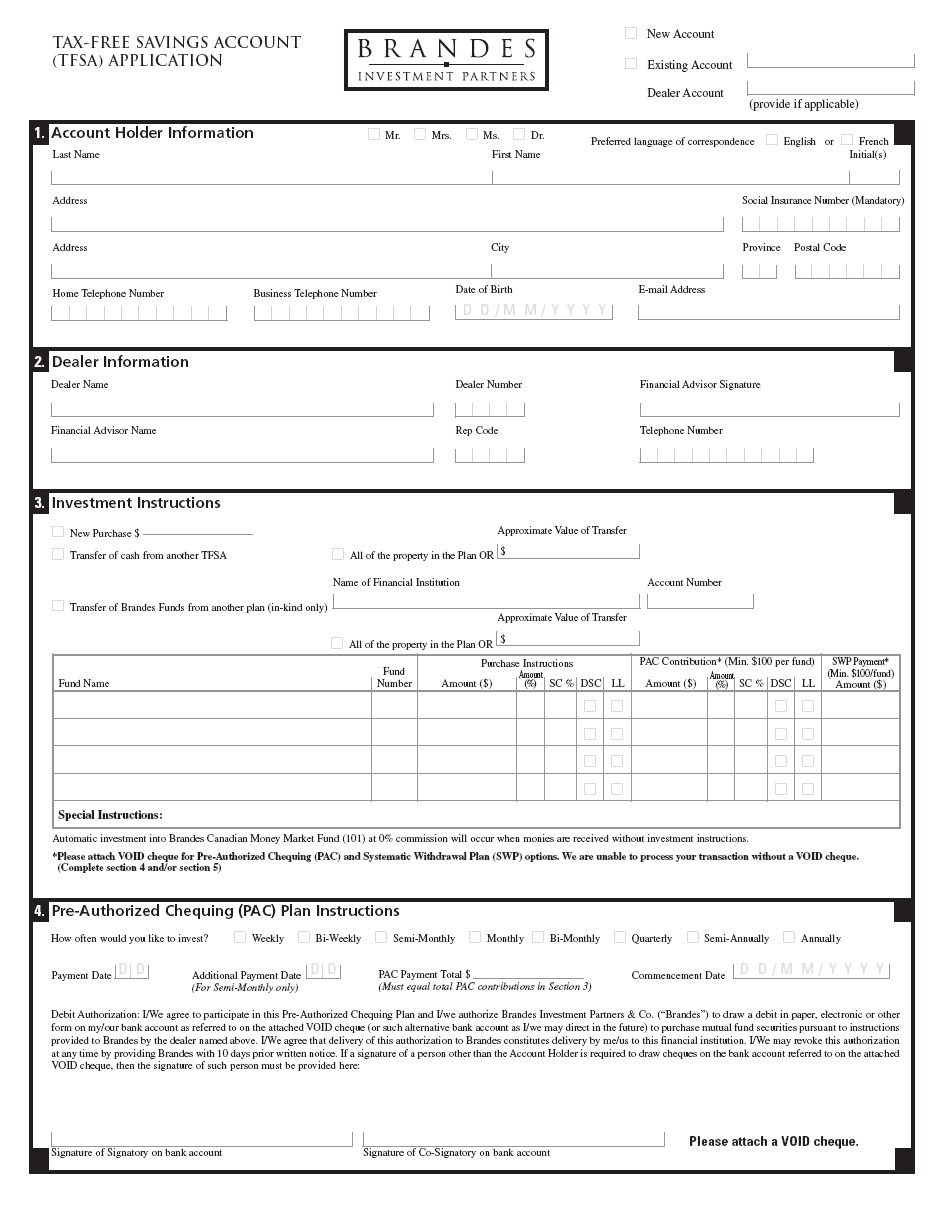 TAX-FREE SAVINGS ACCOUNT
(TFSA) APPLICATION
BRANDES
INVESTMENT PARTNERS
New Account
Existing Account
Dealer Account
(provide if applicable)
1. Account Holder Information
Mr. Mrs. Ms. Dr.
Preferred language of correspondence English or French
Last Name First Name Initial(s)
Address Social Insurance Number (Mandatory)
Address City Province Postal Code
Home Telephone Number Business Telephone Number Date of Birth E-mail Address
D D/M M/Y Y Y Y
2. Dealer Information
Dealer Name Dealer Number Financial Advisor Signature
Financial Advisor Name Rep Code Telephone Number
3. Investment Instructions
New Purchase $
Approximate Value of Transfer
Transfer of cash from another TFSA All of the property in the Plan OR $
Name of Financial Institution Account Number
Transfer of Brandes Funds from another plan (in-kind only)
Approximate Value of Transfer
All of the property in the Plan OR $
Purchase Instructions PAC Contribution* (Min. $100 per fund) SWP Payment*
(Min. $100/fund)
Fund Name Fund Number Amount ($) Amount (%) SC % DSC LL Amount ($) Amount (%) SC % DSC LL Amount ($)
Special Instructions:
Automatic investment into Brandes Canadian Money Market Fund (101) at 0% commission will occur when monies are received without investment instructions.
*Please attach VOID cheque for Pre-Authorized Chequing (PAC) and Systematic Withdrawal Plan (SWP) options. We are unable to process your transaction without a VOID cheque.
(Complete section 4 and/or section 5)
4. Pre-Authorized Chequing (PAC) Plan Instructions
How often would you like to invest? Weekly Bi-Weekly Semi-Monthly Monthly Bi-Monthly Quarterly Semi-Annually Annually
Payment Date D D Additional Payment Date D D PAC Payment Total $ Commencement Date D D/M M/Y Y Y Y
(For Semi-Monthly only) (Must equal total PAC contributions in Section 3)
Debit Authorization: I/We agree to participate in this Pre-Authorized Chequing Plan and I/we authorize Brandes Investment Partners & Co. (“Brandes”) to draw a debit in paper, electronic or other
form on my/our bank account as referred to on the attached VOID cheque (or such alternative bank account as I/we may direct in the future) to purchase mutual fund securities pursuant to instructions
provided to Brandes by the dealer named above. I/We agree that delivery of this authorization to Brandes constitutes delivery by me/us to this financial institution. I/We may revoke this authorization
at any time by providing Brandes with 10 days prior written notice. If a signature of a person other than the Account Holder is required to draw cheques on the bank account referred to on the attached
VOID cheque, then the signature of such person must be provided here:
Please attach a VOID cheque.
Signature of Signatory on bank account Signature of Co-Signatory on bank account